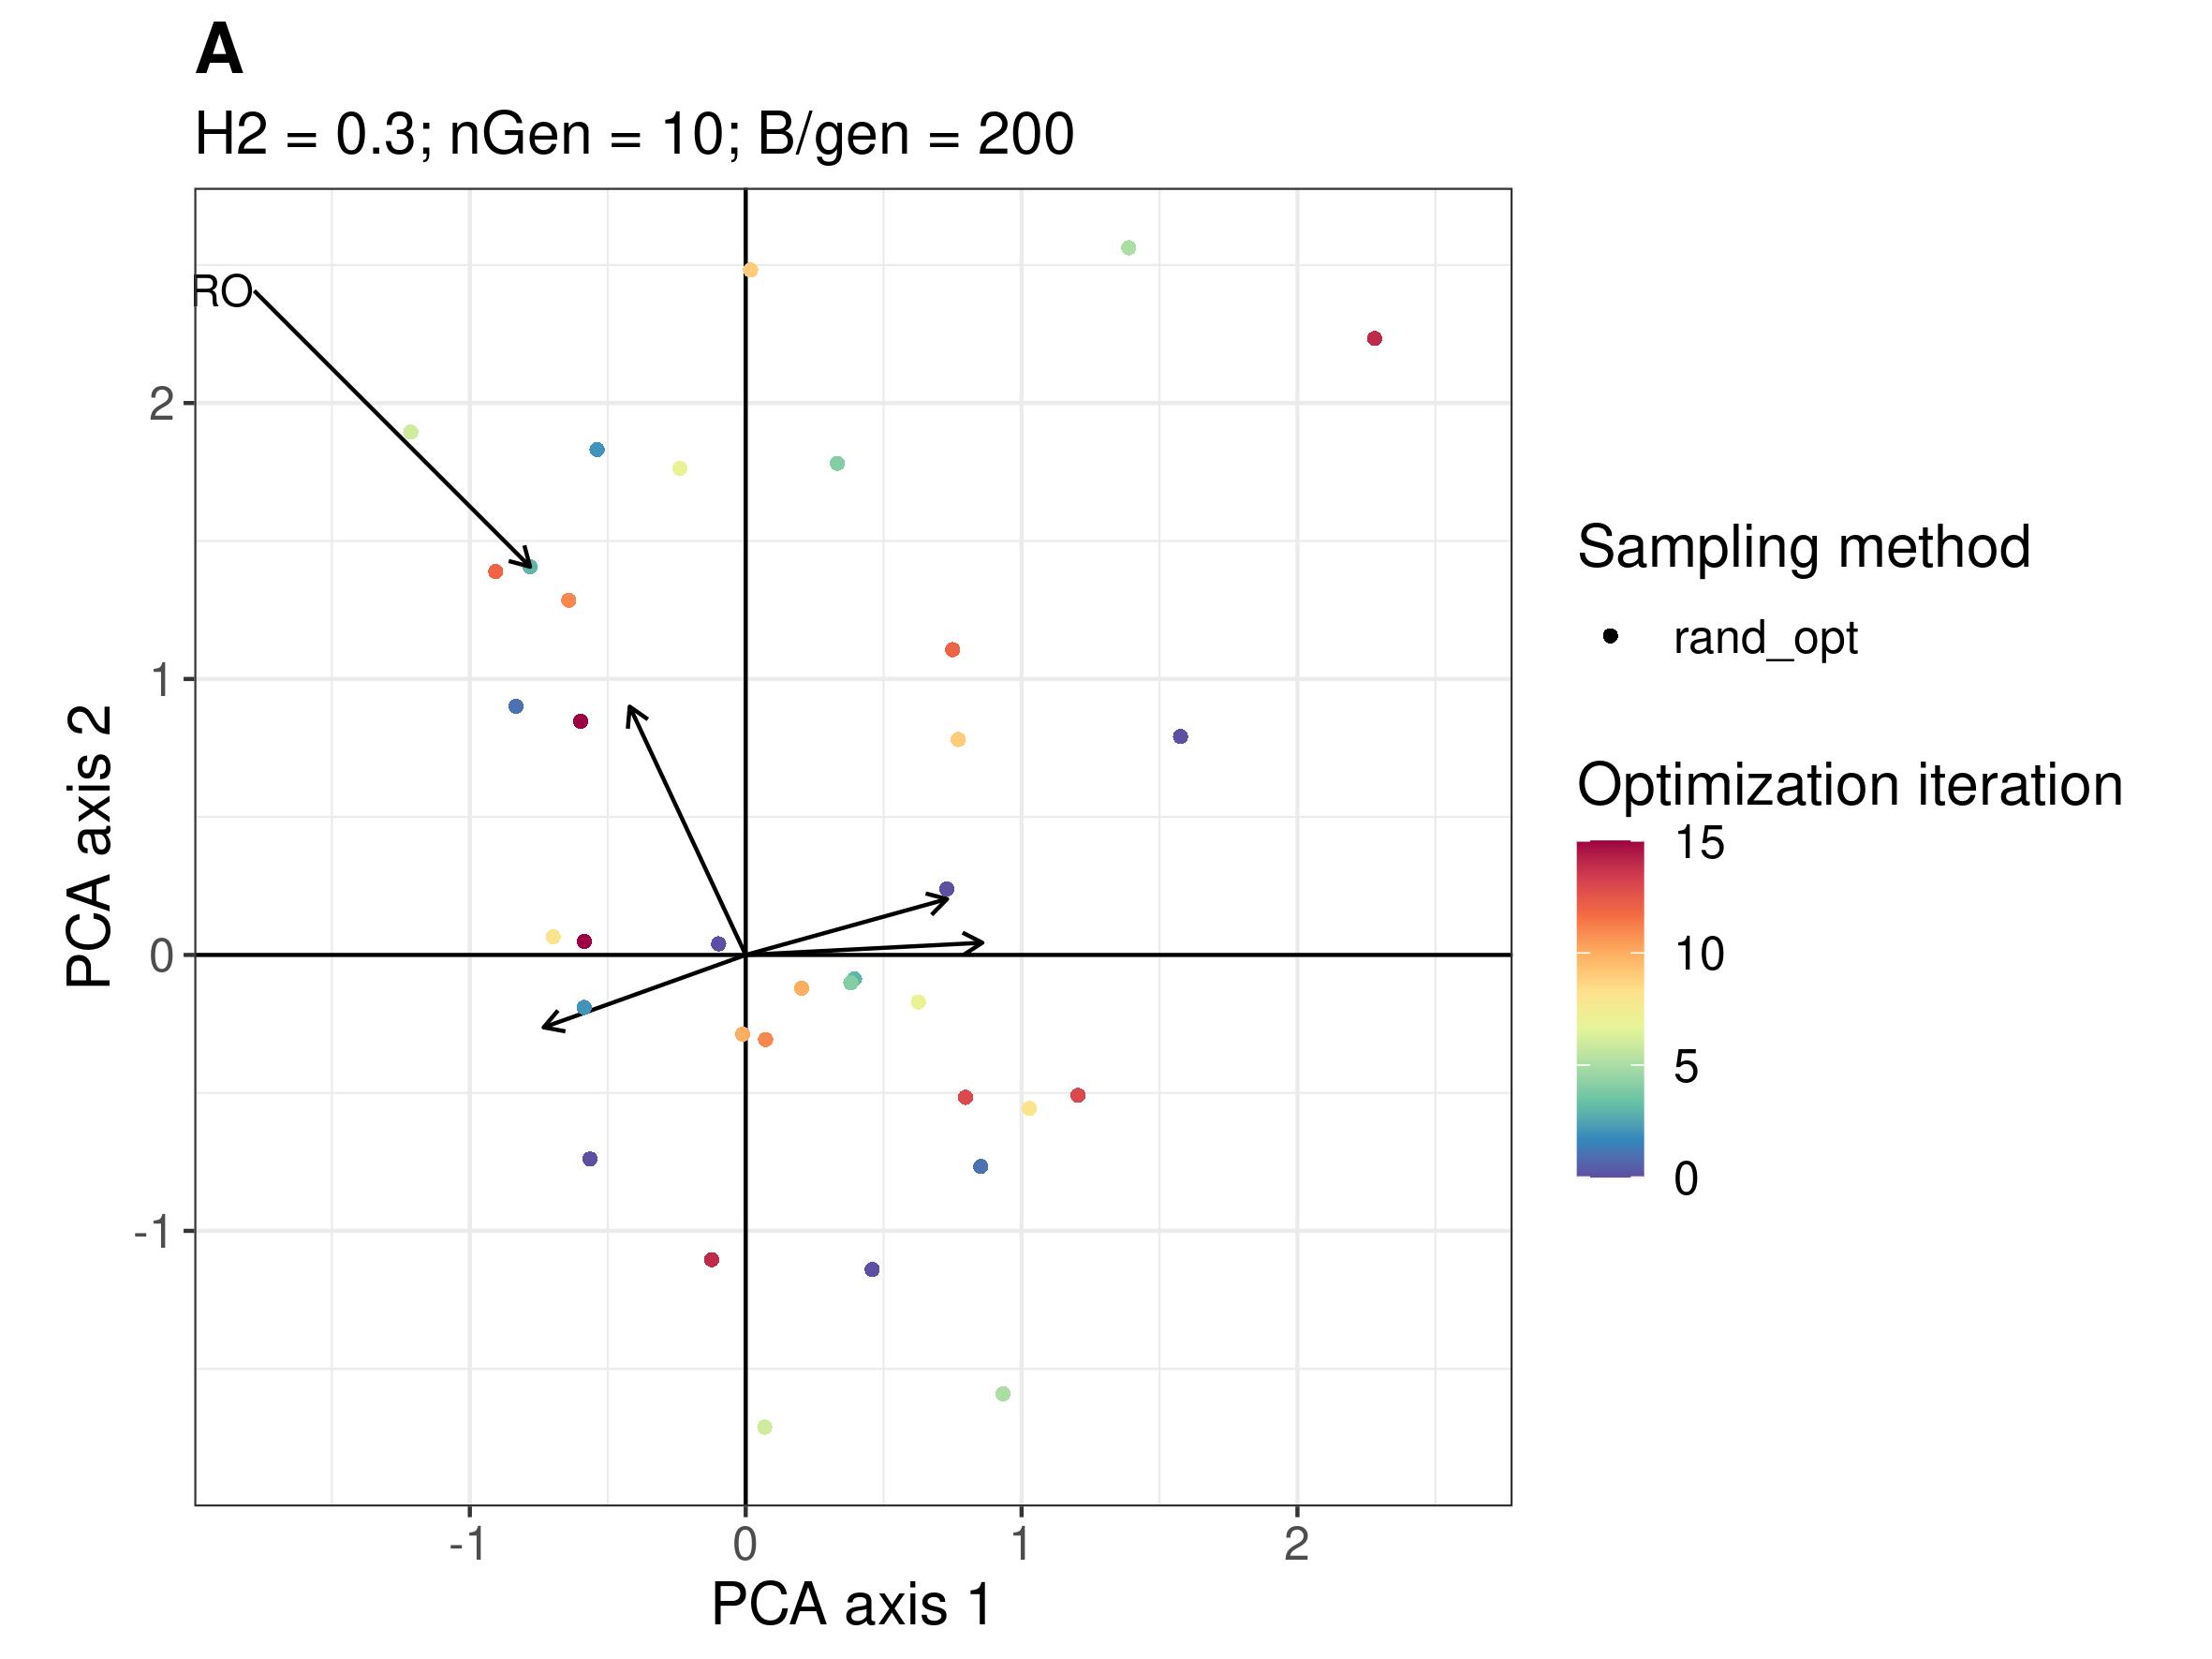 A
H2 = 0.3; nGen = 10; B/gen = 200
RO
2
1
0
-1
-1 0 1 2
PCA axis 1
PCA axis 2
Sampling method
rand_opt
Optimization iteration
15
10
5
0